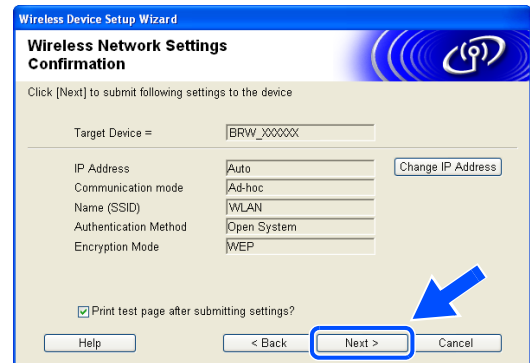 Wireless Device Setup Wizard
Wireless Network Settings
Confirmation
Click [Next] to submit following settings to the device
Target Device = BRW_XXXXXX
IP Address Auto Change IP Address
Communication mode Ad-hoc
Name (SSID) WLAN
Authentication Method Open System
Encryption Mode WEP
Print test page after submitting settings?
Help < Back Next > Cancel